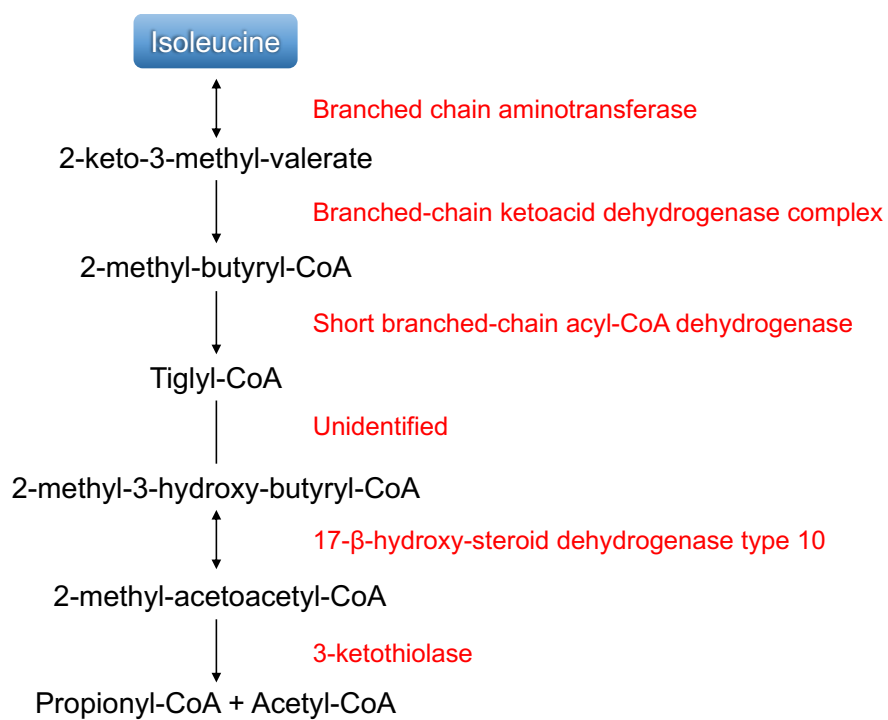 Isoleucine
Branched chain aminotransferase
2-keto-3-methyl-valerate
Branched-chain ketoacid dehydrogenase complex
2-methyl-butyryl-CoA
Short branched-chain acyl-CoA dehydrogenase
Tiglyl-CoA
Unidentified
2-methyl-3-hydroxy-butyryl-CoA
17-β-hydroxy-steroid dehydrogenase type 10
2-methyl-acetoacetyl-CoA
3-ketothiolase
Propionyl-CoA + Acetyl-CoA